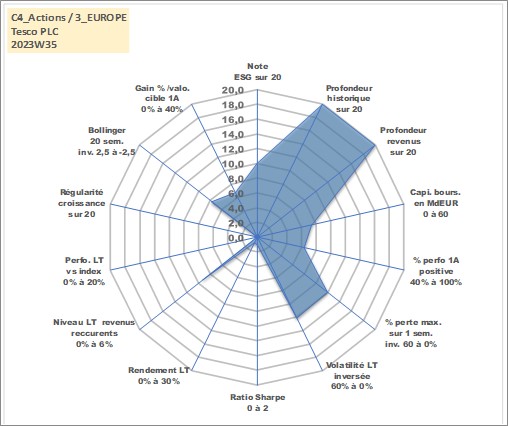 C4_Actions / 3_EUROPE
Tesco PLC
2023W35
Note
ESG sur 20
Profondeur
historique
sur 20
Profondeur
revenus
sur 20
Capi. bours.
en MdEUR
0 à 60
% perfo 1A
positive
40% à 100%
% perte max.
sur 1 sem.
inv. 60 à 0%
Volatilité LT
inversée
60% à 0%
Ratio Sharpe
0 à 2
Rendement LT
0% à 30%
Niveau LT revenus
reccurents
0% à 6%
Perfo. LT
vs index
0% à 20%
Régularité
croissance
sur 20
Bollinger
20 sem.
inv. 2,5 à -2,5
Gain % /valo.
cible 1A
0% à 40%
20,0
18,0
16,0
14,0
12,0
10,0
8,0
6,0
4,0
2,0
0,0